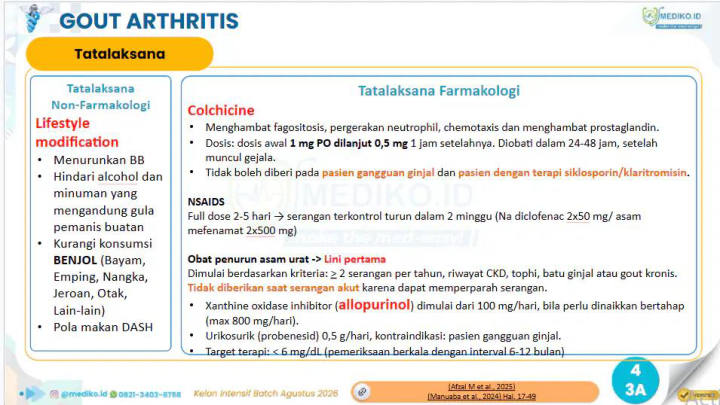 GOUT ARTHRITIS
MEDIKO.ID
Tatalaksana
Tatalaksana
Non-Farmakologi
Lifestyle
modification
• Menurunkan BB
• Hindari alcohol dan
minuman yang
mengandung gula
pemanis buatan
• Kurangi konsumsi
BENJOL (Bayam,
Emping, Nangka,
Jeroan, Otak,
Lain-lain)
• Pola makan DASH
Tatalaksana Farmakologi
Colchicine
• Menghambat fagositosis, pergerakan neutrophil, chemotaxis dan menghambat prostaglandin.
• Dosis: dosis awal 1 mg PO dilanjut 0,5 mg 1 jam setelahnya. Diobati dalam 24-48 jam, setelah
muncul gejala.
• Tidak boleh diberi pada pasien gangguan ginjal dan pasien dengan terapi siklosporin/klaritromisin.
MEDIKO.ID
NSAIDS
Full dose 2-5 hari → serangan terkontrol turun dalam 2 minggu (Na diclofenac 2x50 mg/ asam
mefenamat 2x500 mg)
Obat penurun asam urat -> Lini pertama
Dimulai berdasarkan kriteria: ≥ 2 serangan per tahun, riwayat CKD, tophi, batu ginjal atau gout kronis.
Tidak diberikan saat serangan akut karena dapat memperparah serangan.
• Xanthine oxidase inhibitor (allopurinol) dimulai dari 100 mg/hari, bila perlu dinaikkan bertahap
(max 800 mg/hari).
• Urikosurik (probenesid) 0,5 g/hari, kontraindikasi: pasien gangguan ginjal.
• Target terapi: < 6 mg/dL (pemeriksaan berkala dengan interval 6-12 bulan)
4
3A
@mediko.id 0821-3403-6768 Kelan Intensif Batch Agustus 2026
(Afzal M et al., 2025)
(Manuaba et al., 2024) Hal. 17-49